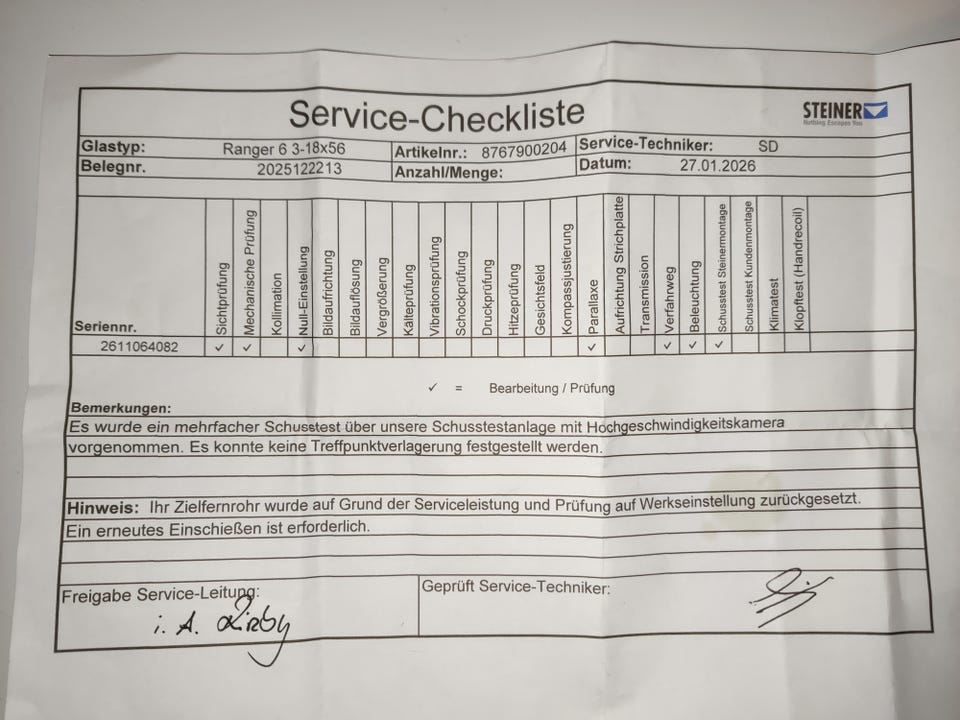 Service-Checkliste
STEINER
Nothing Escapes You
Glastyp: Ranger 6 3-18x56 Artikelnr.: 8767900204 Service-Techniker: SD
Belegnr. 2025122213 Anzahl/Menge: Datum: 27.01.2026
Seriennr. Sichtprüfung Mechanische Prüfung Kollimation Null-Einstellung Bildaufrichtung Bildauflösung Vergrößerung Kälteprüfung Vibrationsprüfung Schockprüfung Druckprüfung Hitzeprüfung Gesichtsfeld Kompassjustierung Parallaxe Aufrichtung Strichplatte Transmission Verfahrweg Beleuchtung Schusstest Steinermontage Schusstest Kundenmontage Klimatest Klopftest (Handrecoil)
2611064082 ✓ ✓ ✓ ✓ ✓ ✓ ✓
✓ = Bearbeitung / Prüfung
Bemerkungen:
Es wurde ein mehrfacher Schusstest über unsere Schusstestanlage mit Hochgeschwindigkeitskamera
vorgenommen. Es konnte keine Treffpunktverlagerung festgestellt werden.
Hinweis: Ihr Zielfernrohr wurde auf Grund der Serviceleistung und Prüfung auf Werkseinstellung zurückgesetzt.
Ein erneutes Einschießen ist erforderlich.
Freigabe Service-Leitung: Geprüft Service-Techniker:
i. A.